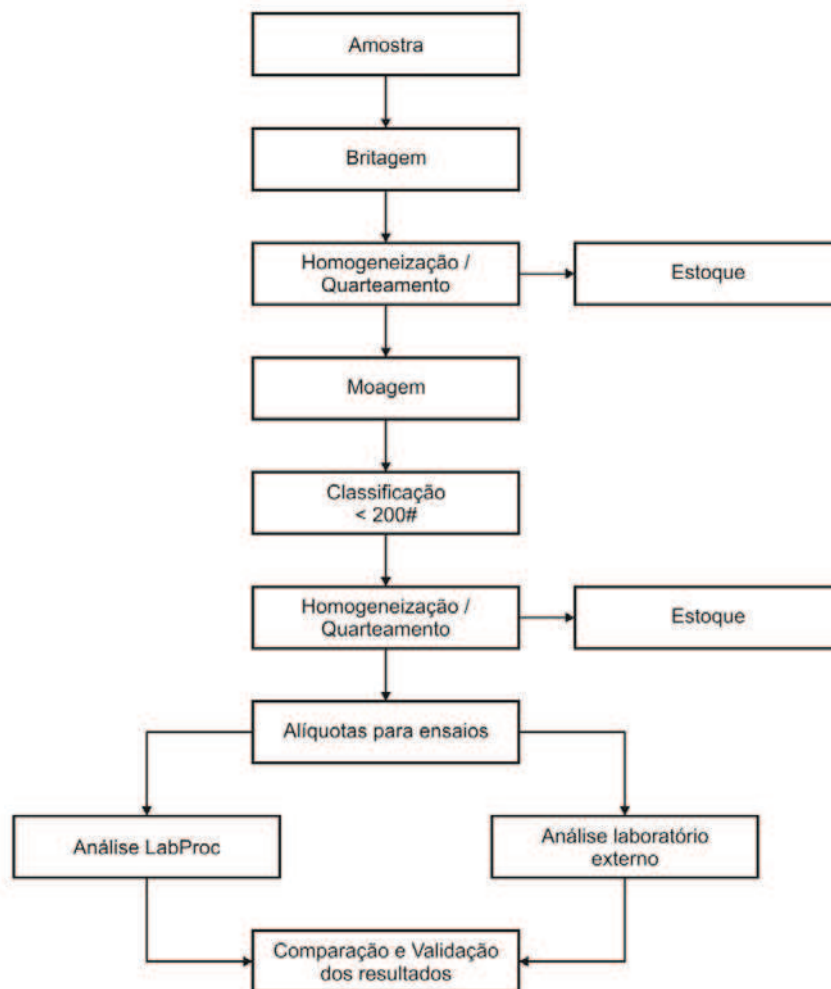 Amostra
Britagem
Homogeneização /
Quarteamento
Estoque
Moagem
Classificação
< 200#
Homogeneização /
Quarteamento
Estoque
Alíquotas para ensaios
Análise LabProc
Análise laboratório
externo
Comparação e Validação
dos resultados